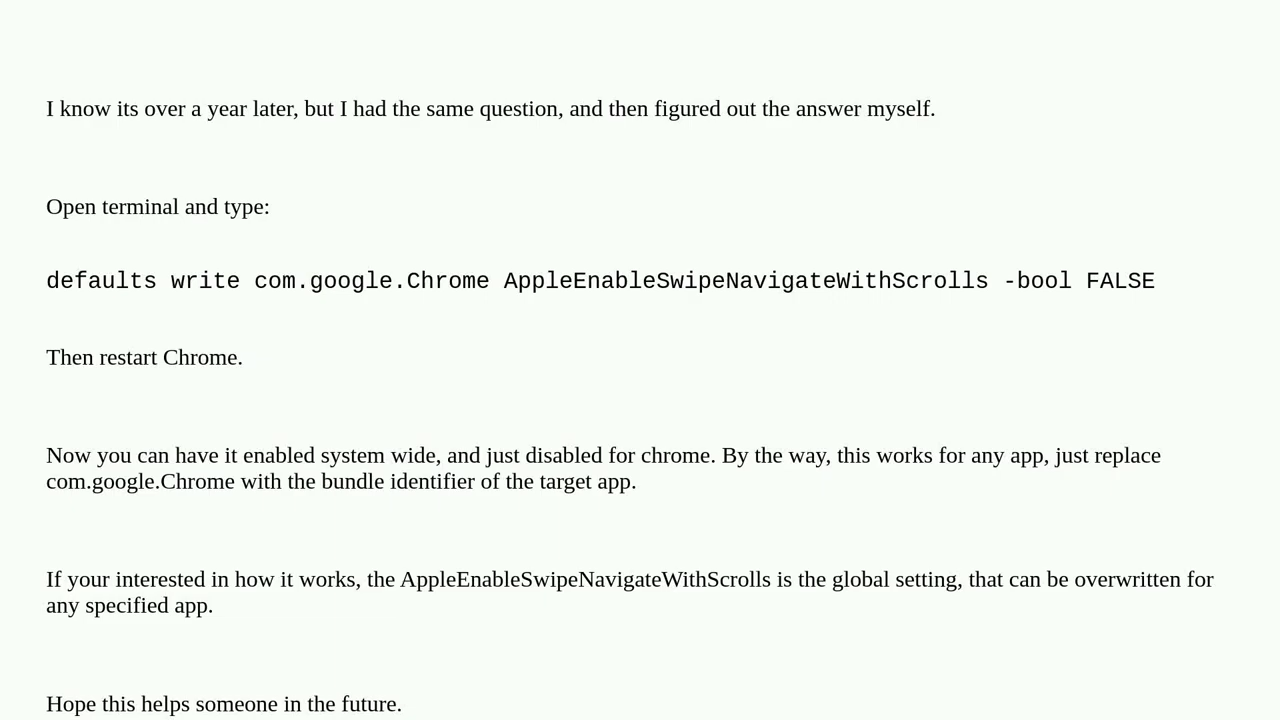 I know its over a year later, but I had the same question, and then figured out the answer myself.
Open terminal and type:
defaults write com.google.Chrome AppleEnableSwipeNavigateWithScrolls -bool FALSE
Then restart Chrome.
Now you can have it enabled system wide, and just disabled for chrome. By the way, this works for any app, just replace
com.google.Chrome with the bundle identifier of the target app.
If your interested in how it works, the AppleEnableSwipeNavigateWithScrolls is the global setting, that can be overwritten for
any specified app.
Hope this helps someone in the future.